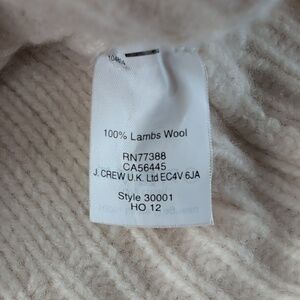 100% Lambs Wool
RN77388
CA56445
J. CREW U.K. Ltd EC4V 6JA
Style 30001
HO 12